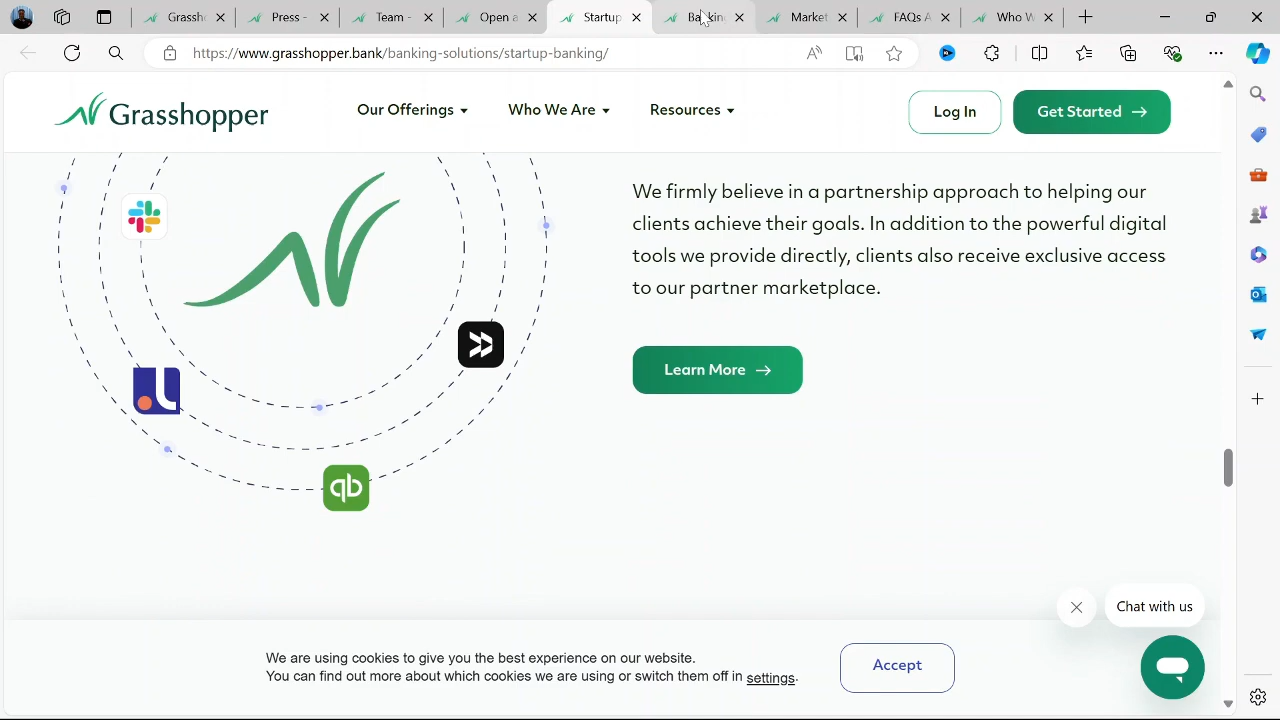 Grassho
Press -
Team -
Open a
Startup
Market
FAQs A
Who W
https://www.grasshopper.bank/banking-solutions/startup-banking/
Grasshopper
Our Offerings
Who We Are
Resources
Log In
Get Started
We firmly believe in a partnership approach to helping our
clients achieve their goals. In addition to the powerful digital
tools we provide directly, clients also receive exclusive access
to our partner marketplace.
Learn More
qb
Chat with us
We are using cookies to give you the best experience on our website.
You can find out more about which cookies we are using or switch them off in settings.
Accept